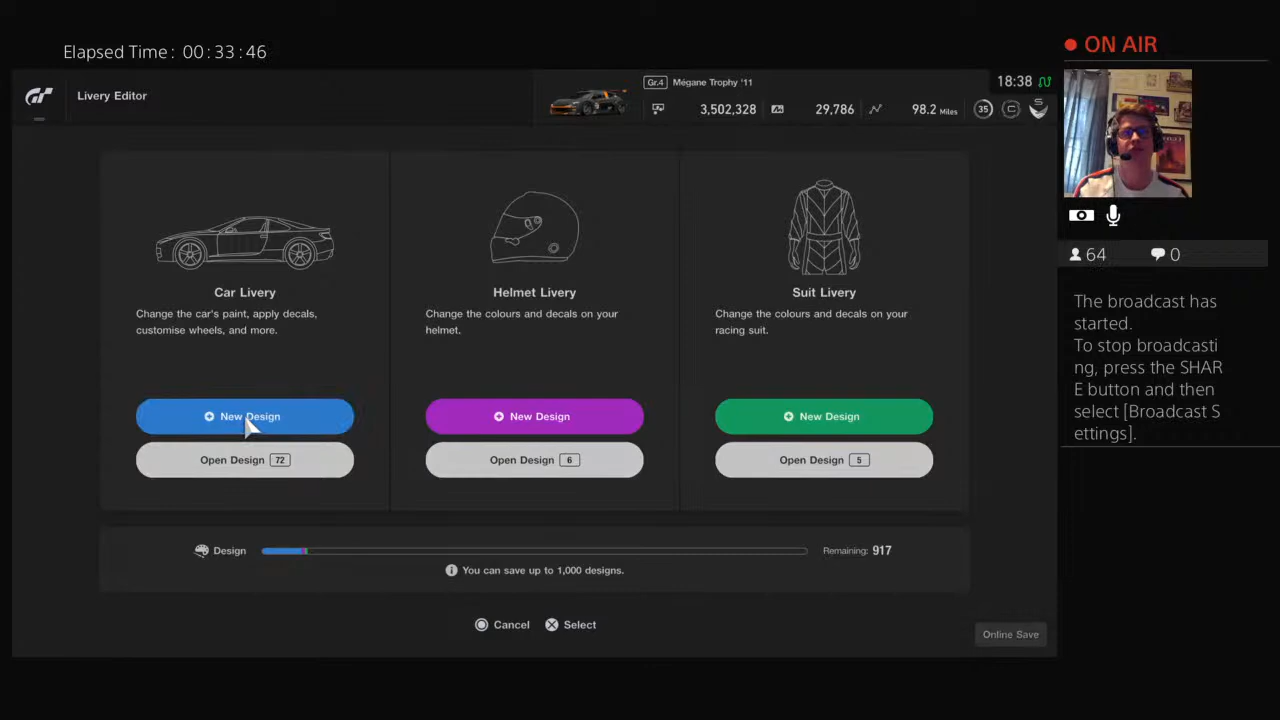 Elapsed Time: 00:33:46
ON AIR
Livery Editor
Gr.4 Mégane Trophy '11
3,502,328 29,786 98.2 Miles
18:38
35
64 0
The broadcast has
started.
To stop broadcasti
ng, press the SHAR
E button and then
select [Broadcast S
ettings].
Car Livery
Change the car's paint, apply decals,
customise wheels, and more.
New Design
Open Design 72
Helmet Livery
Change the colours and decals on your
helmet.
New Design
Open Design 6
Suit Livery
Change the colours and decals on your
racing suit.
New Design
Open Design 5
Design Remaining: 917
You can save up to 1,000 designs.
Cancel Select
Online Save